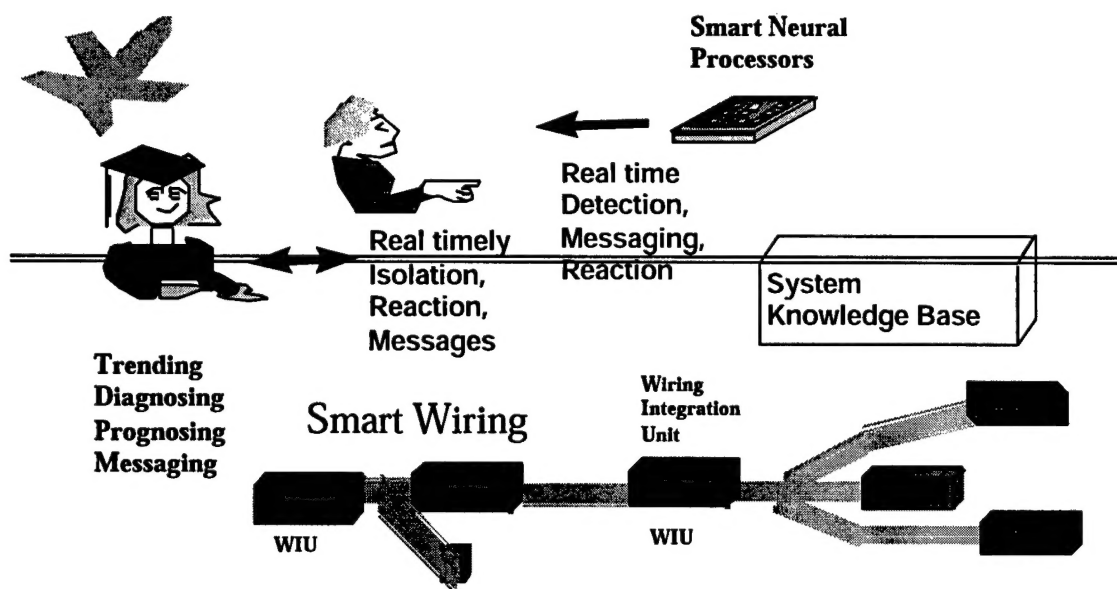 Smart Neural
Processors
Real time
Detection,
Messaging,
Reaction
Real timely
Isolation,
Reaction,
Messages
System
Knowledge Base
Trending
Diagnosing
Prognosing
Messaging
Smart Wiring
Wiring
Integration
Unit
WIU
WIU